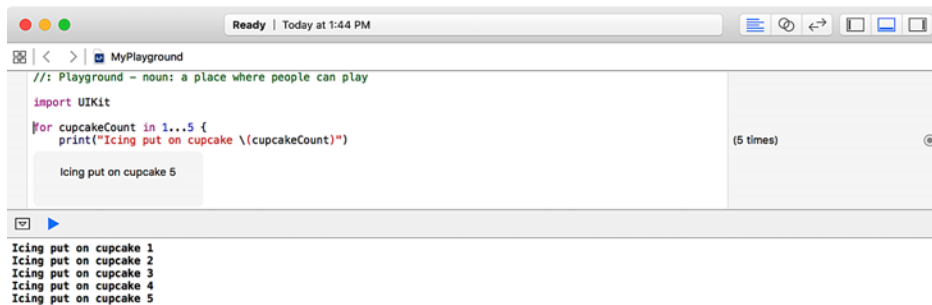 Ready | Today at 1:44 PM
MyPlayground
//: Playground – noun: a place where people can play
import UIKit
for cupcakeCount in 1...5 {
print("Icing put on cupcake \(cupcakeCount)")
(5 times)
Icing put on cupcake 5
Icing put on cupcake 1
Icing put on cupcake 2
Icing put on cupcake 3
Icing put on cupcake 4
Icing put on cupcake 5